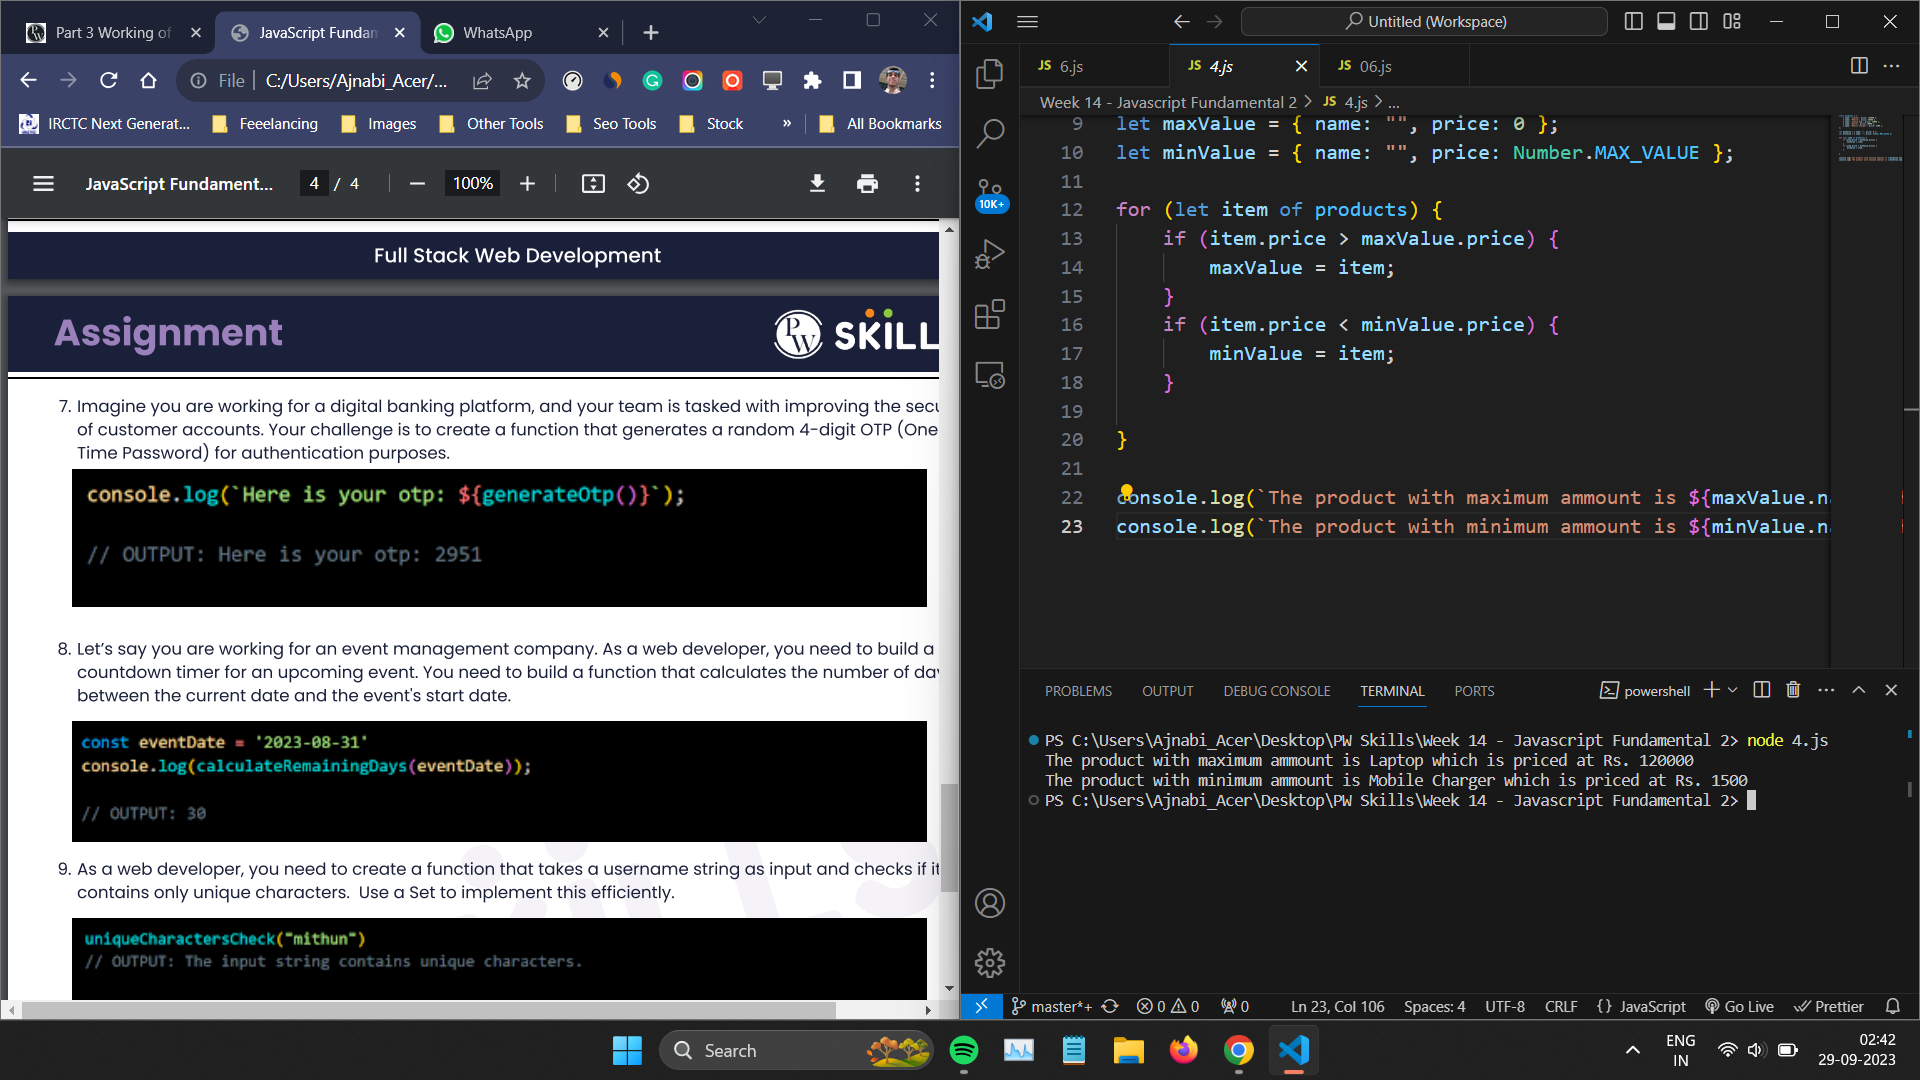 Part 3 Working of
JavaScript Fundan
WhatsApp
File
C:/Users/Ajnabi_Acer/...
IRCTC Next Generat...
Feeelancing
Images
Other Tools
Seo Tools
Stock
»
All Bookmarks
JavaScript Fundament...
4 / 4
100%
Full Stack Web Development
Assignment
PW SKILL
7. Imagine you are working for a digital banking platform, and your team is tasked with improving the secu
of customer accounts. Your challenge is to create a function that generates a random 4-digit OTP (One
Time Password) for authentication purposes.
console.log(`Here is your otp: ${generateOtp()}`);
// OUTPUT: Here is your otp: 2951
8. Let’s say you are working for an event management company. As a web developer, you need to build a
countdown timer for an upcoming event. You need to build a function that calculates the number of day
between the current date and the event's start date.
const eventDate = '2023-08-31'
console.log(calculateRemainingDays(eventDate));
// OUTPUT: 30
9. As a web developer, you need to create a function that takes a username string as input and checks if it
contains only unique characters.  Use a Set to implement this efficiently.
uniqueCharactersCheck("mithun")
// OUTPUT: The input string contains unique characters.
Untitled (Workspace)
JS 6.js
JS 4.js
JS 06.js
Week 14 - Javascript Fundamental 2 > JS 4.js > ...
10K+
9 let maxValue = { name: "", price: 0 };
10 let minValue = { name: "", price: Number.MAX_VALUE };
11
12 for (let item of products) {
13 if (item.price > maxValue.price) {
14 maxValue = item;
15 }
16 if (item.price < minValue.price) {
17 minValue = item;
18 }
19
20 }
21
22 console.log(`The product with maximum ammount is ${maxValue.na
23 console.log(`The product with minimum ammount is ${minValue.na
PROBLEMS
OUTPUT
DEBUG CONSOLE
TERMINAL
PORTS
powershell
PS C:\Users\Ajnabi_Acer\Desktop\PW Skills\Week 14 - Javascript Fundamental 2> node 4.js
The product with maximum ammount is Laptop which is priced at Rs. 120000
The product with minimum ammount is Mobile Charger which is priced at Rs. 1500
PS C:\Users\Ajnabi_Acer\Desktop\PW Skills\Week 14 - Javascript Fundamental 2>
master*+
0
0
0
Ln 23, Col 106
Spaces: 4
UTF-8
CRLF
{} JavaScript
Go Live
Prettier
Search
ENG
IN
02:42
29-09-2023